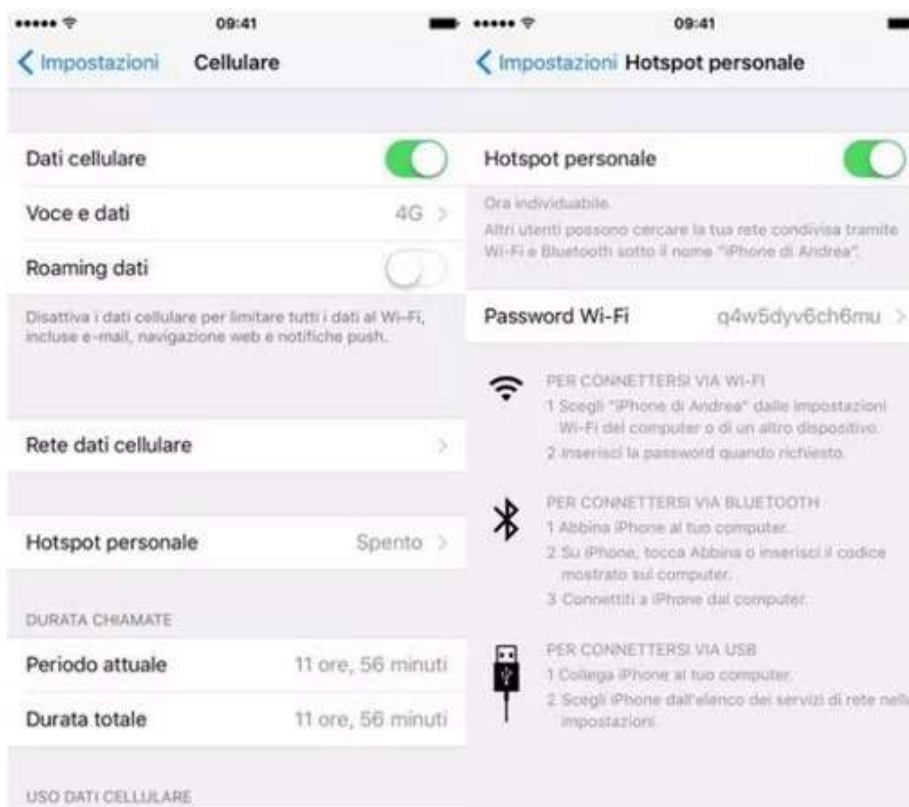 09:41
Impostazioni
Cellulare
Dati cellulare
Voce e dati
4G
Roaming dati
Disattiva i dati cellulare per limitare tutti i dati al Wi-Fi,
incluse e-mail, navigazione web e notifiche push.
Rete dati cellulare
Hotspot personale
Spento
DURATA CHIAMATE
Periodo attuale
11 ore, 56 minuti
Durata totale
11 ore, 56 minuti
USO DATI CELLULARE
09:41
Impostazioni
Hotspot personale
Hotspot personale
Ora individuabile.
Altri utenti possono cercare la tua rete condivisa tramite
Wi-Fi e Bluetooth sotto il nome "iPhone di Andrea".
Password Wi-Fi
q4w5dyv6ch6mu
PER CONNETTERSI VIA WI-FI
1 Scegli "iPhone di Andrea" dalle impostazioni
Wi-Fi del computer o di un altro dispositivo.
2 Inserisci la password quando richiesto.
PER CONNETTERSI VIA BLUETOOTH
1 Abbina iPhone al tuo computer.
2 Su iPhone, tocca Abbina o inserisci il codice
mostrato sul computer.
3 Connettiti a iPhone dal computer.
PER CONNETTERSI VIA USB
1 Collega iPhone al tuo computer.
2 Scegli iPhone dall'elenco dei servizi di rete nelle
impostazioni.